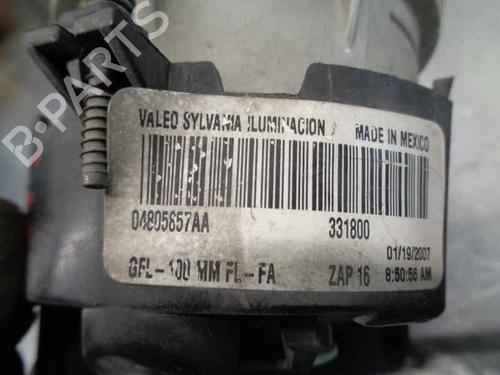 VALEO SYLVANIA ILUMINACION MADE IN MEXICO
04805857AA 331800
01/19/2007
GFL-100 MM FL-FA ZAP 16 8:50:56 AM
B-PARTS